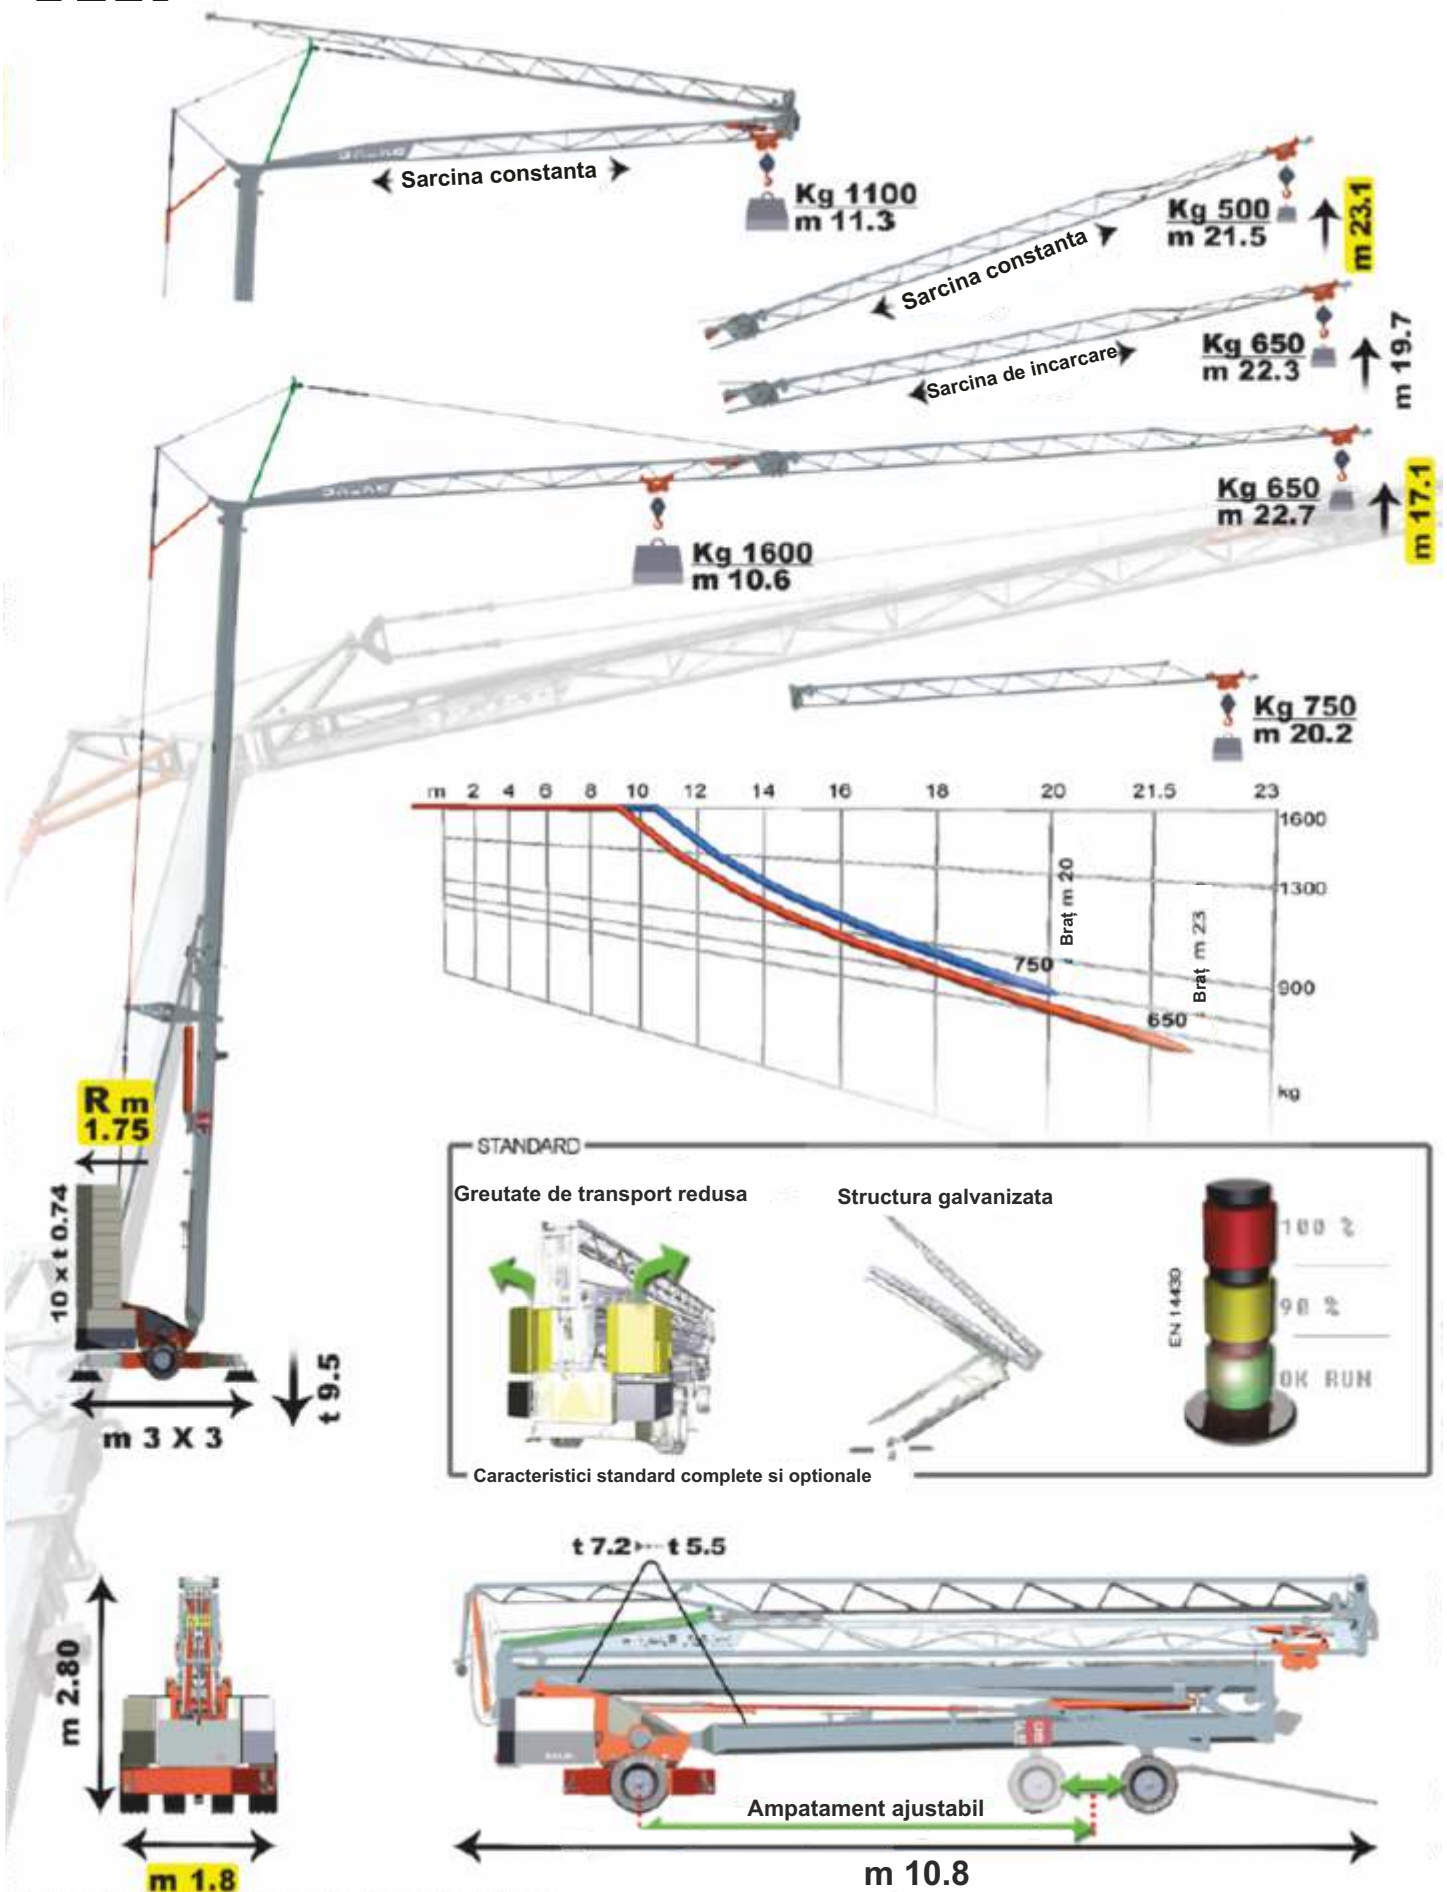 Sarcina constanta
Kg 1100
m 11.3
Kg 500
m 21.5
m 23.1
Sarcina constanta
Kg 650
m 22.3
m 19.7
Sarcina de incarcare
Kg 650
m 22.7
m 17.1
Kg 1600
m 10.6
Kg 750
m 20.2
m 2 4 6 8 10 12 14 16 18 20 21.5 23
1600
1300
900
kg
Braț m 20
Braț m 23
750
650
R m
1.75
10 x t 0.74
t 9.5
m 3 X 3
STANDARD
Greutate de transport redusa
Structura galvanizata
EN 14430
100 %
90 %
OK RUN
Caracteristici standard complete si optionale
t 7.2 t 5.5
m 2.80
m 1.8
Ampatament ajustabil
m 10.8